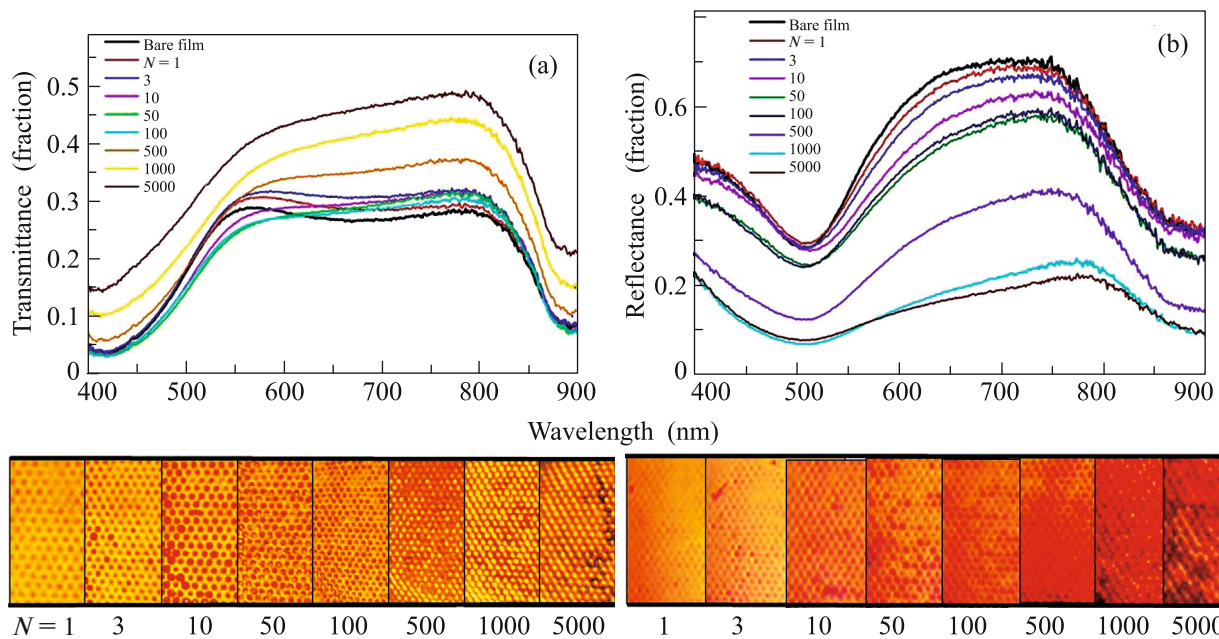 Bare film
N = 1
3
10
50
100
500
1000
5000
(a)
Transmittance (fraction)
0.5
0.4
0.3
0.2
0.1
0
400 500 600 700 800 900
Bare film
N = 1
3
10
50
100
500
1000
5000
(b)
Reflectance (fraction)
0.6
0.4
0.2
0
400 500 600 700 800 900
Wavelength (nm)
N = 1 3 10 50 100 500 1000 5000
1 3 10 50 100 500 1000 5000